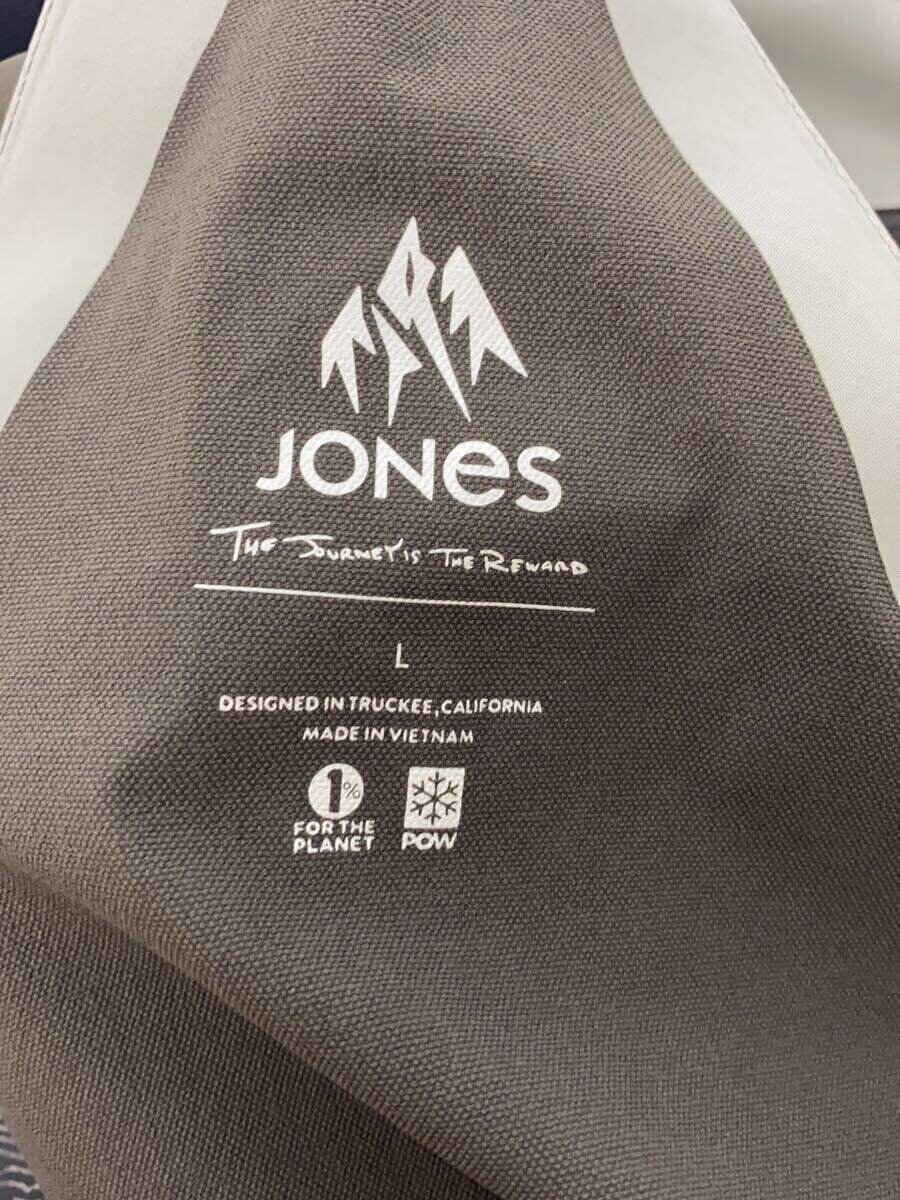 JONES
THE JOURNEY IS THE REWARD
L
DESIGNED IN TRUCKEE, CALIFORNIA
MADE IN VIETNAM
1%
FOR THE
PLANET
POW